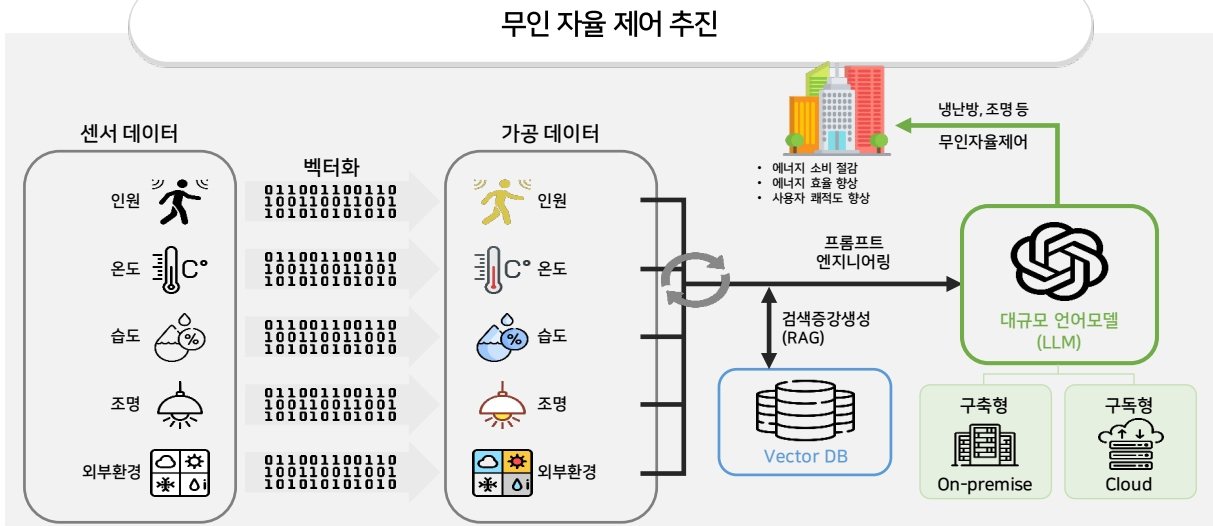 무인 자율 제어 추진
센서 데이터
인원
온도
C°
습도
%
조명
외부환경
i
벡터화
011001100110
100110011001
101010101010
011001100110
100110011001
101010101010
011001100110
100110011001
101010101010
011001100110
100110011001
101010101010
011001100110
100110011001
101010101010
가공 데이터
인원
C°
온도
%
습도
조명
외부환경
i
• 에너지 소비 절감
• 에너지 효율 향상
• 사용자 쾌적도 향상
냉난방, 조명 등
무인자율제어
프롬프트
엔지니어링
검색증강생성
(RAG)
Vector DB
대규모 언어모델
(LLM)
구축형
On-premise
구독형
Cloud